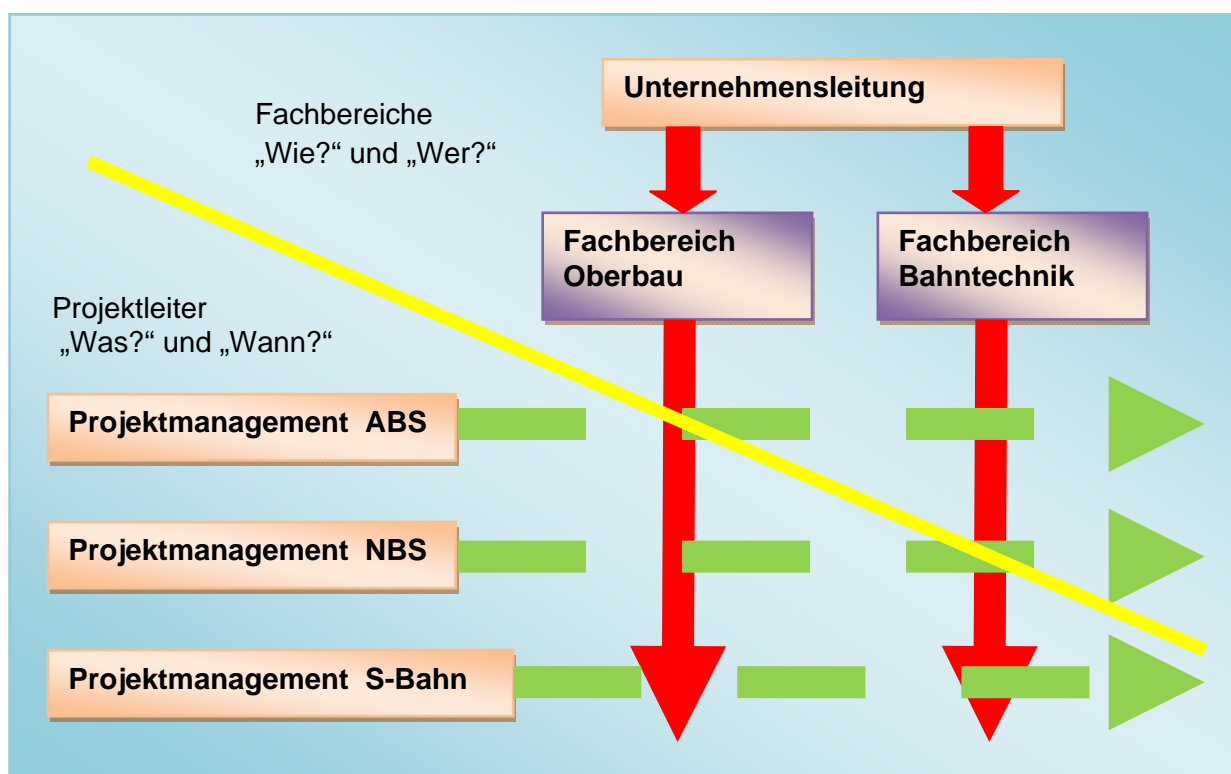 Unternehmensleitung
Fachbereiche
„Wie?“ und „Wer?“
Fachbereich
Oberbau
Fachbereich
Bahntechnik
Projektleiter
„Was?“ und „Wann?“
Projektmanagement ABS
Projektmanagement NBS
Projektmanagement S-Bahn